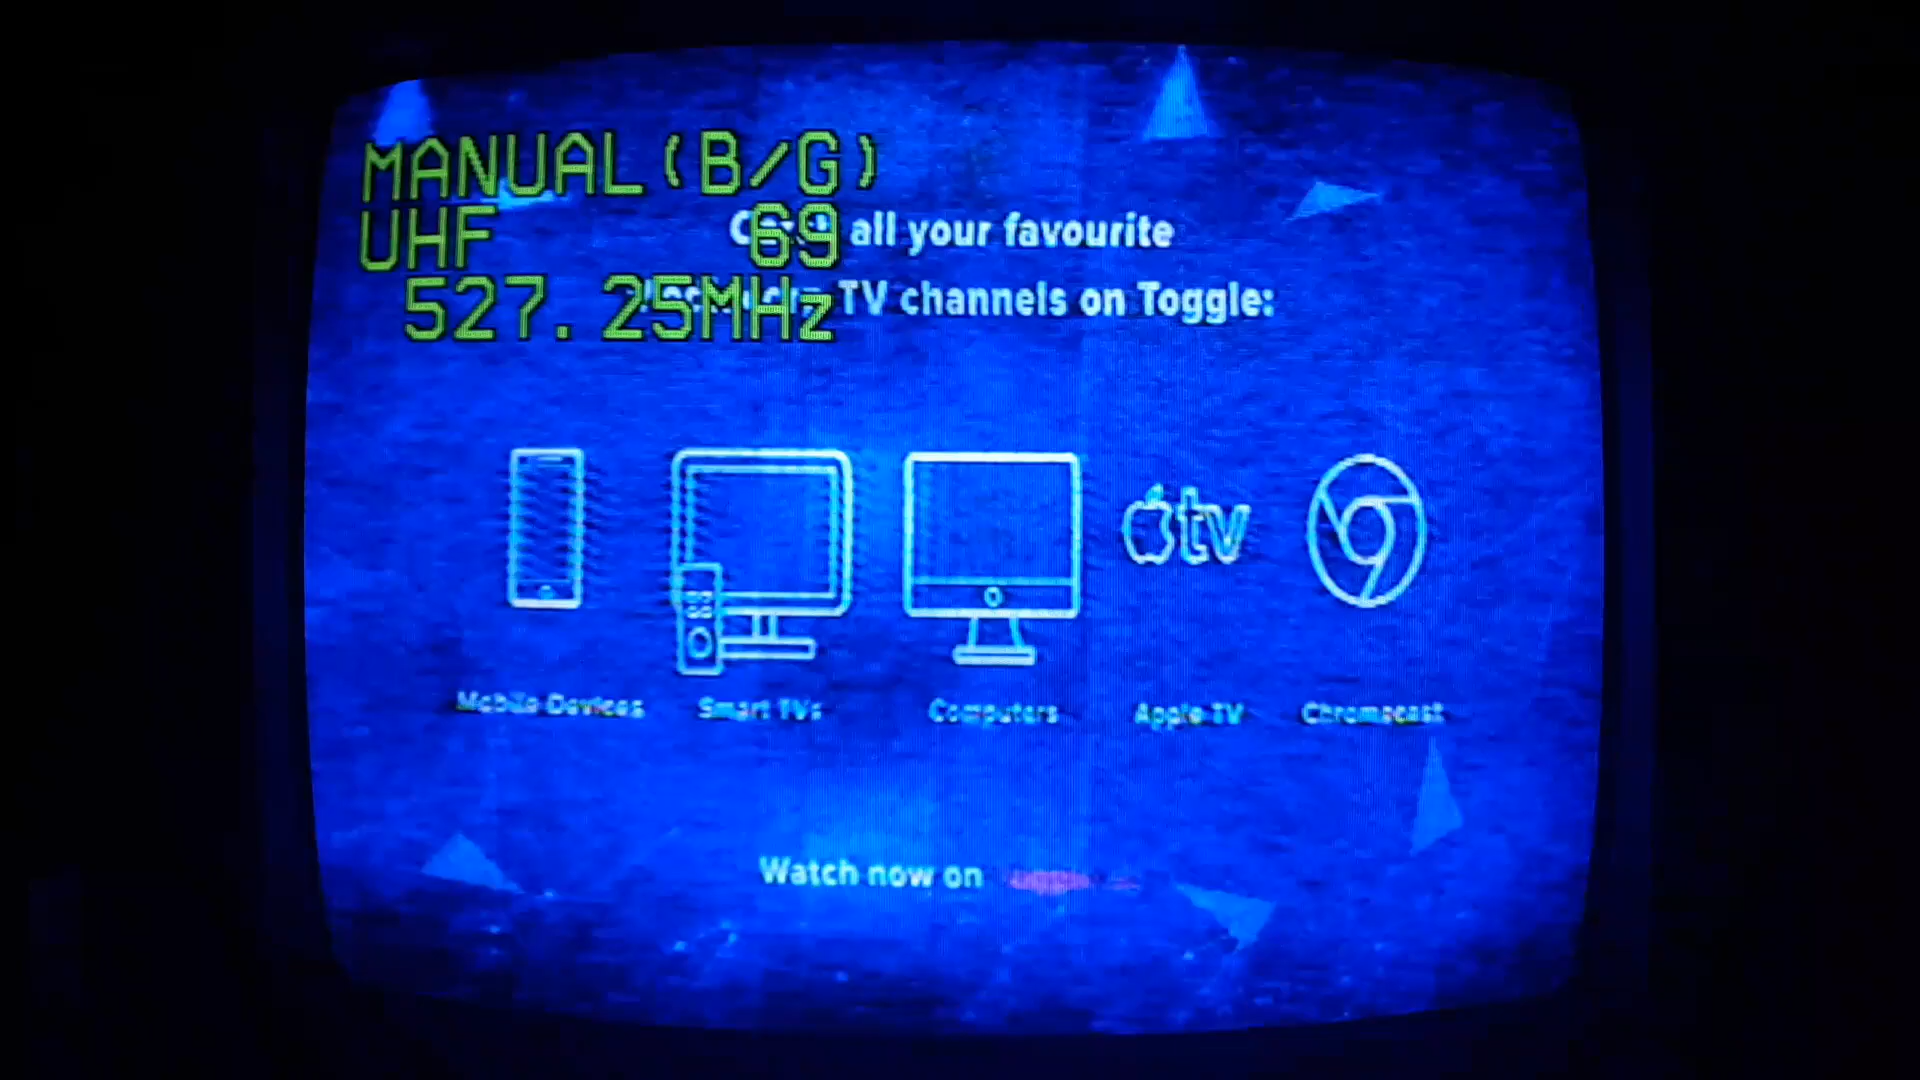 MANUAL(B/G)
UHF 69
527.25MHz
all your favourite
TV channels on Toggle:
tv
Mobile Devices
Smart TVs
Computers
Apple TV
Chromecast
Watch now on